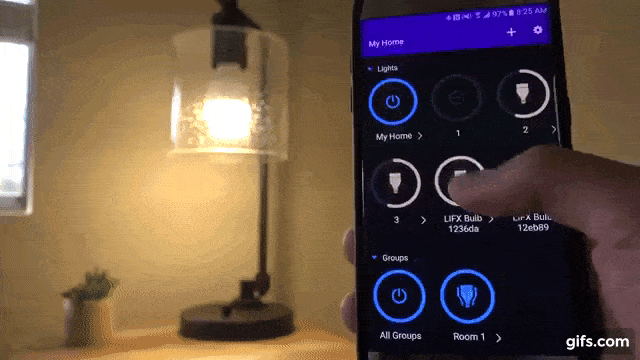 97% 8:25 AM
My Home
Lights
My Home
1
2
3
LIFX Bulb
1236da
LIFX Bulb
12eb89
Groups
All Groups
Room 1
gifs.com